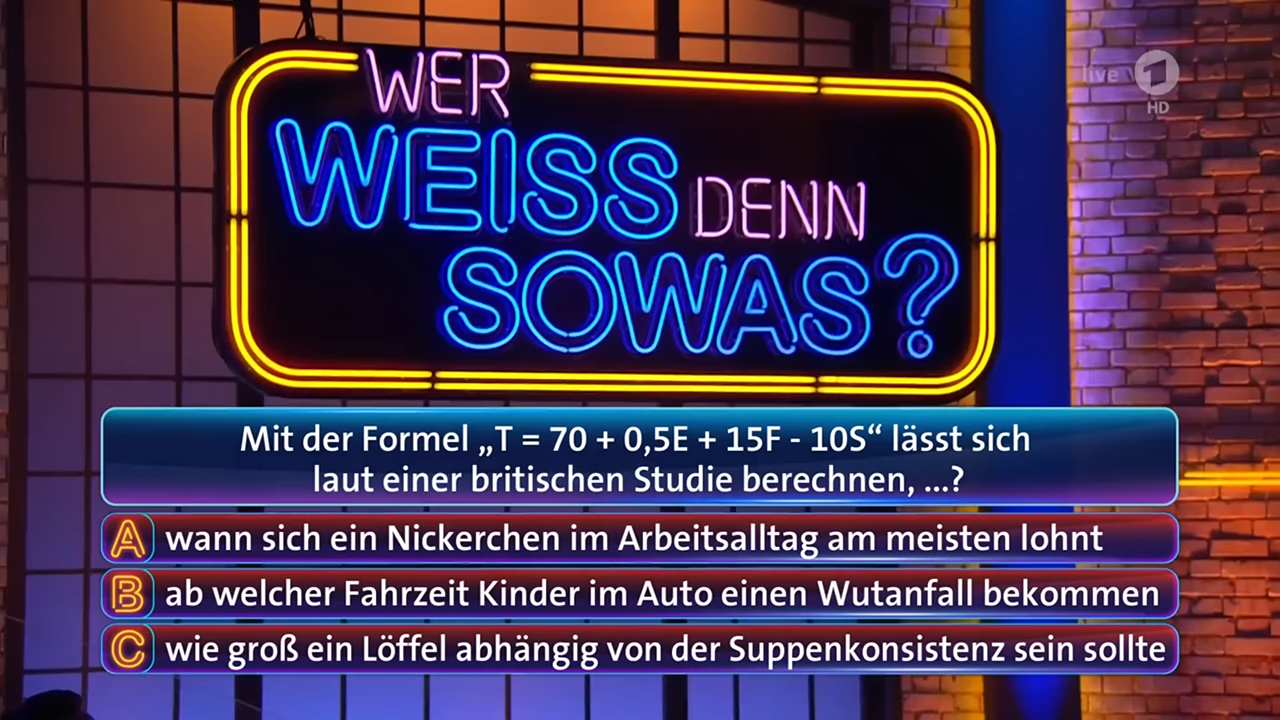 WER
WEISS DENN
SOWAS?
live 1
HD
Mit der Formel „T = 70 + 0,5E + 15F - 10S“ lässt sich
laut einer britischen Studie berechnen, ...?
A wann sich ein Nickerchen im Arbeitsalltag am meisten lohnt
B ab welcher Fahrzeit Kinder im Auto einen Wutanfall bekommen
C wie groß ein Löffel abhängig von der Suppenkonsistenz sein sollte